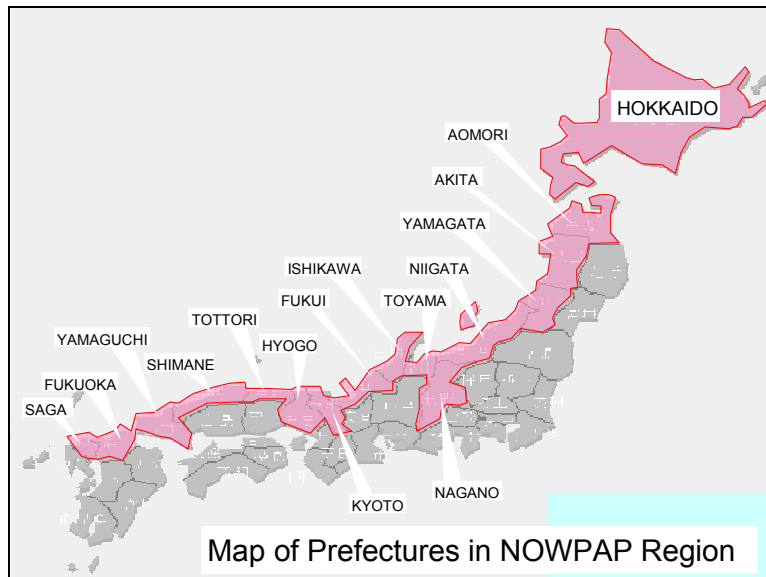 HOKKAIDO
AOMORI
AKITA
YAMAGATA
ISHIKAWA
NIIGATA
FUKUI
TOYAMA
TOTTORI
HYOGO
YAMAGUCHI
SHIMANE
FUKUOKA
SAGA
KYOTO
NAGANO
Map of Prefectures in NOWPAP Region